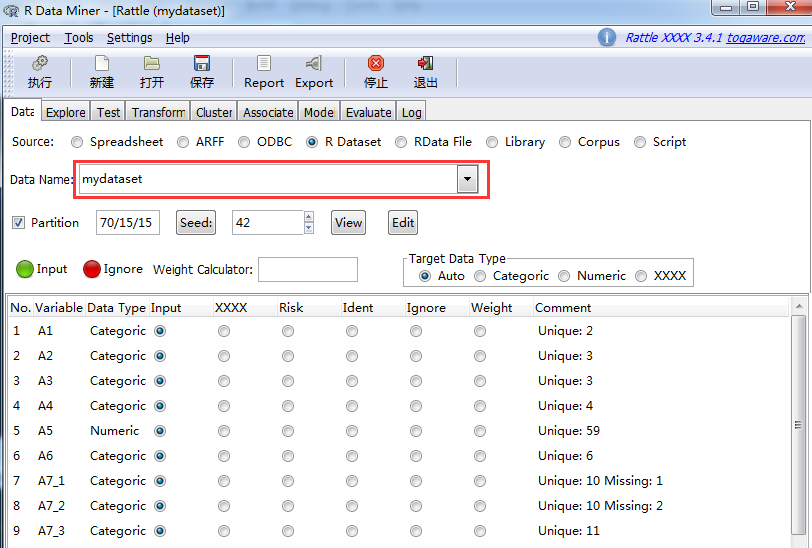 R Data Miner - [Rattle (mydataset)]
Project Tools Settings Help
Rattle XXXX 3.4.1 togaware.com
执行 新建 打开 保存 Report Export 停止 退出
Data Explore Test Transform Cluster Associate Model Evaluate Log
Source: Spreadsheet ARFF ODBC R Dataset RData File Library Corpus Script
Data Name: mydataset
Partition 70/15/15 Seed: 42 View Edit
Target Data Type
Input Ignore Weight Calculator: Auto Categoric Numeric XXXX
No. Variable Data Type Input XXXX Risk Ident Ignore Weight Comment
1 A1 Categoric Unique: 2
2 A2 Categoric Unique: 3
3 A3 Categoric Unique: 3
4 A4 Categoric Unique: 4
5 A5 Numeric Unique: 59
6 A6 Categoric Unique: 6
7 A7_1 Categoric Unique: 10 Missing: 1
8 A7_2 Categoric Unique: 10 Missing: 2
9 A7_3 Categoric Unique: 11